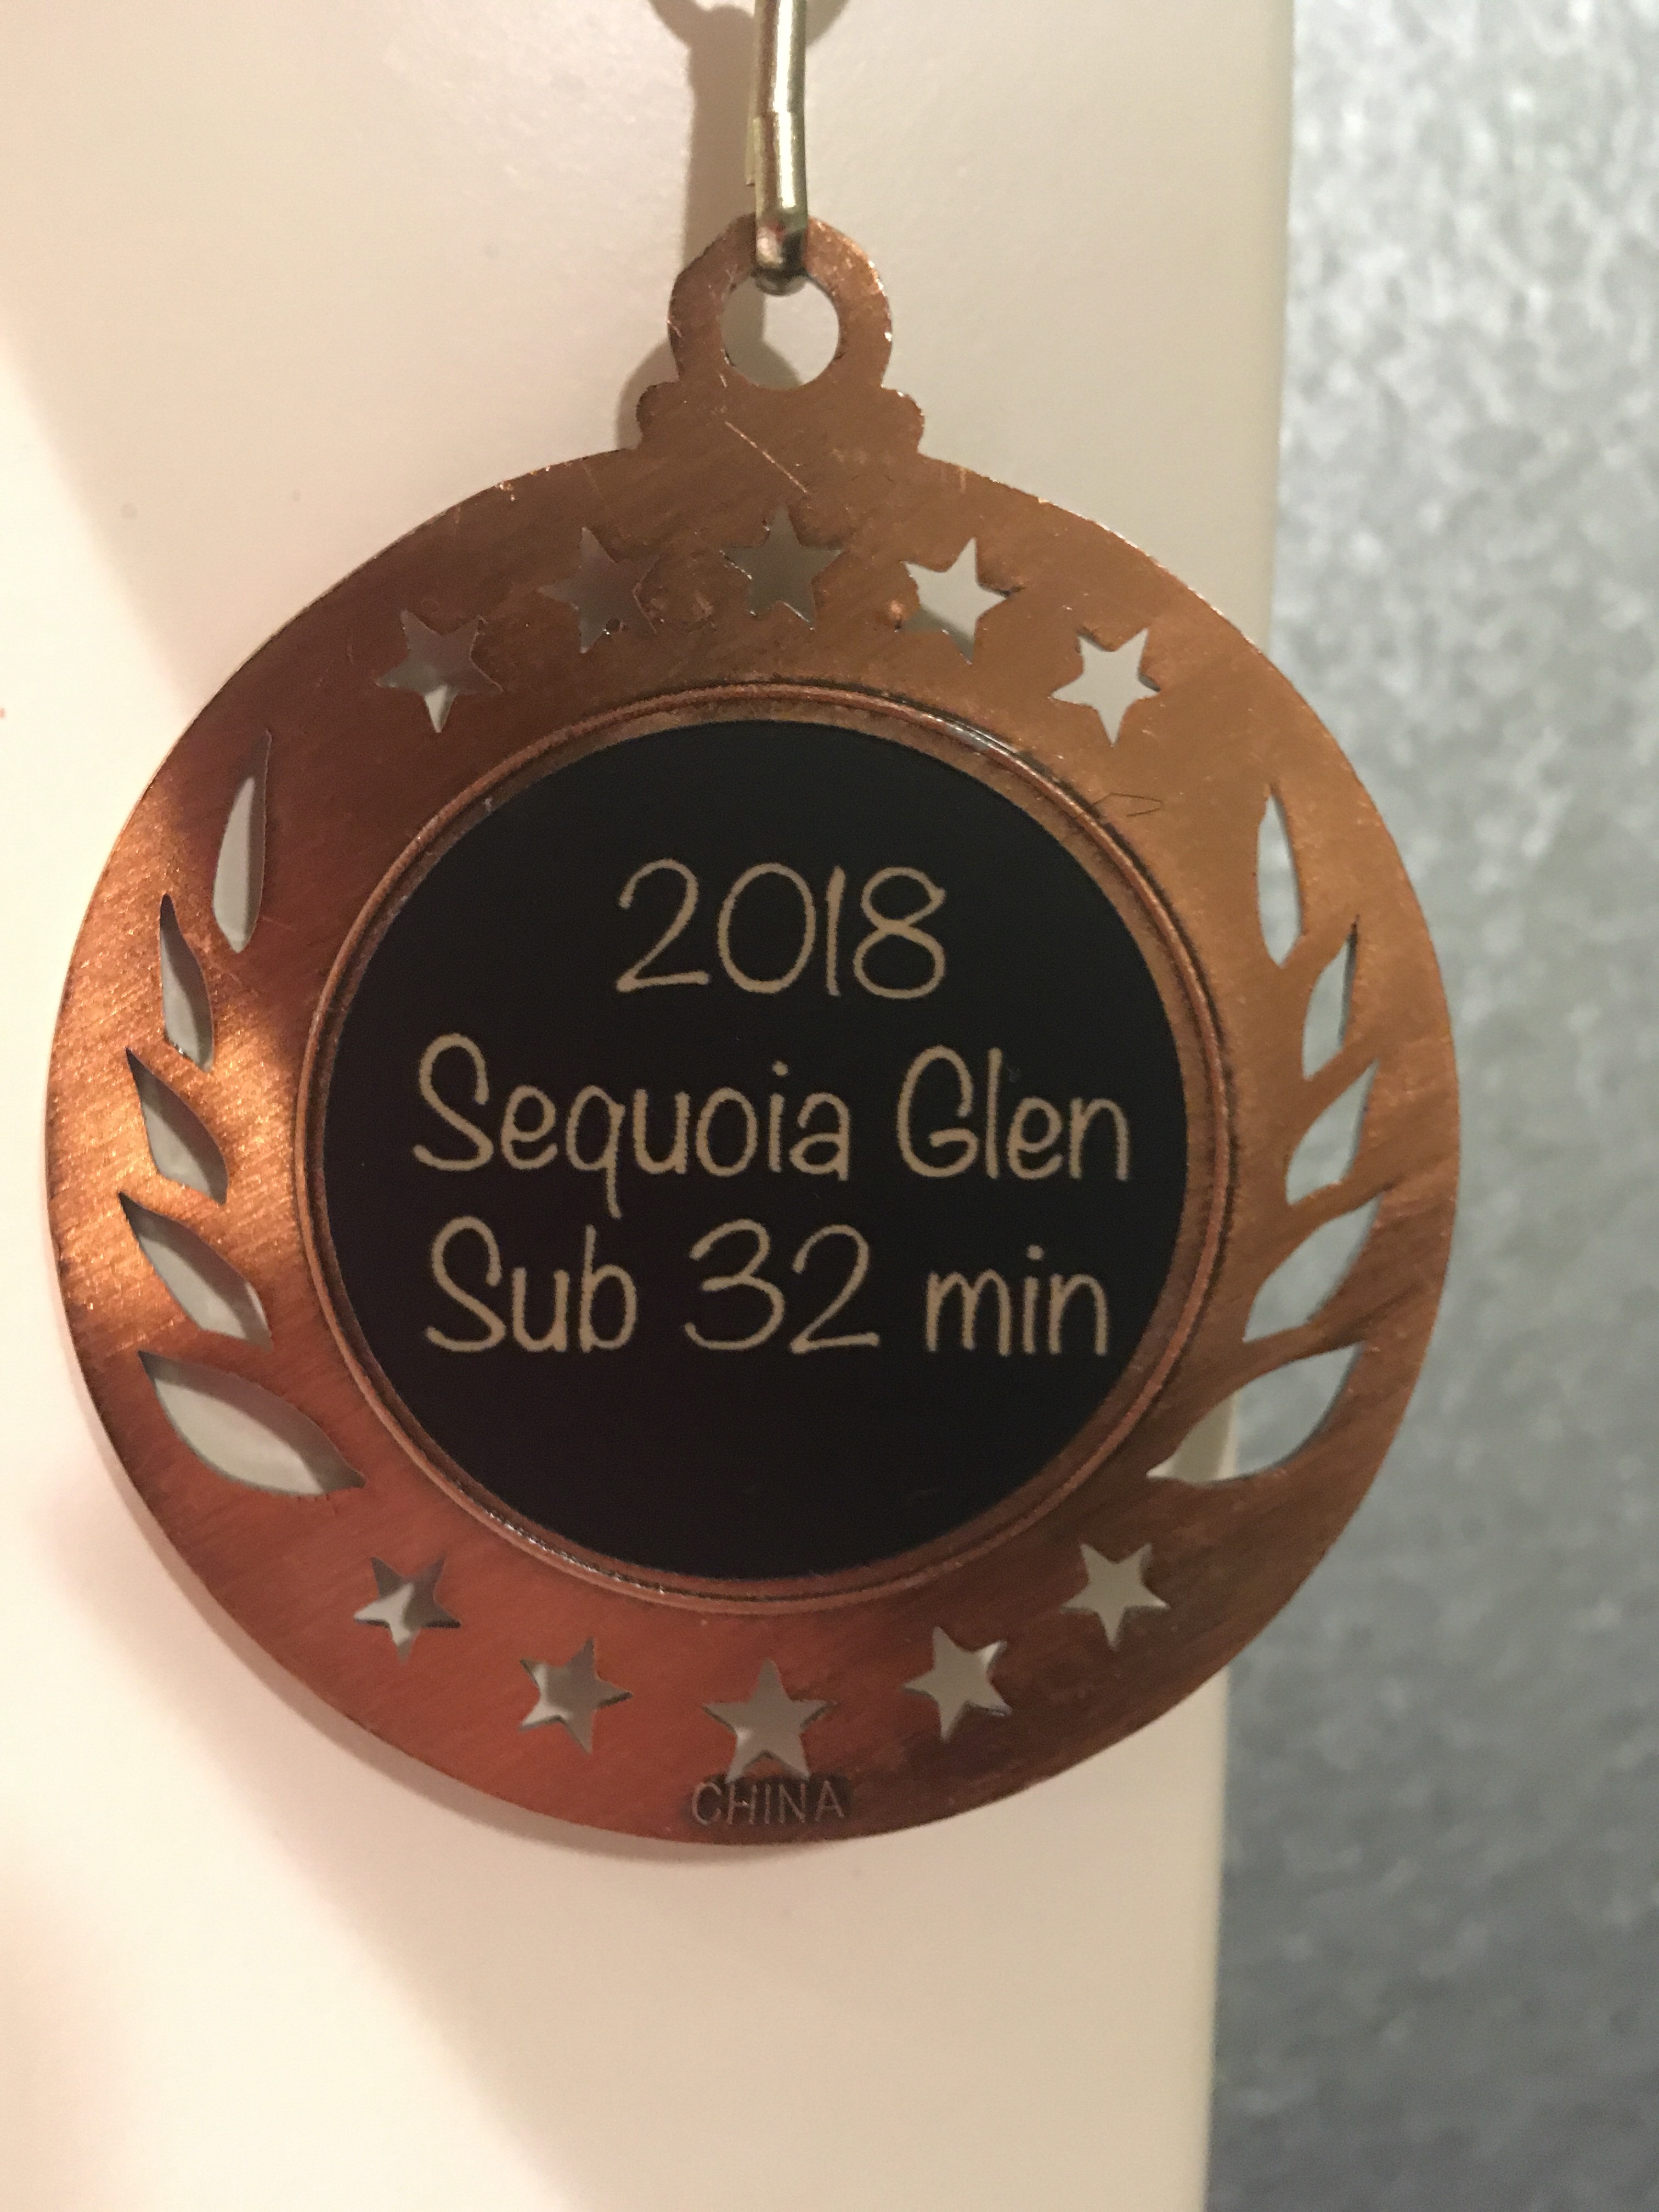 2018
Sequoia Glen
Sub 32 min
CHINA